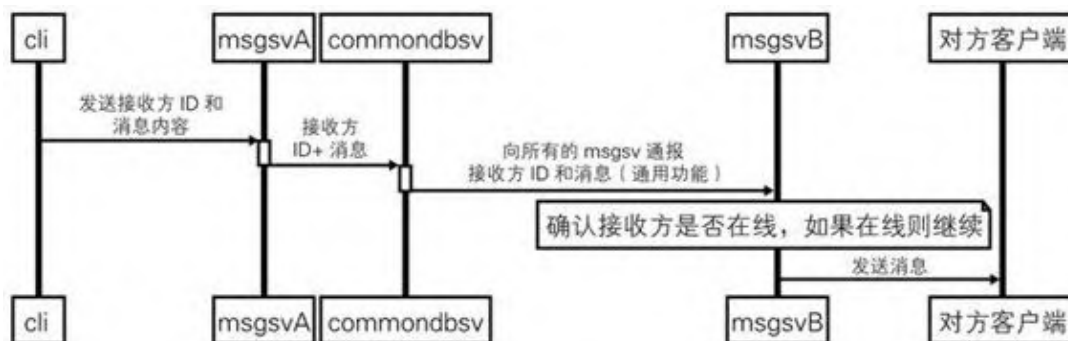 cli
msgsvA
commondbsv
msgsvB
对方客户端
发送接收方 ID 和
消息内容
接收方
ID+ 消息
向所有的 msgsv 通报
接收方 ID 和消息（通用功能）
确认接收方是否在线，如果在线则继续
发送消息
cli
msgsvA
commondbsv
msgsvB
对方客户端